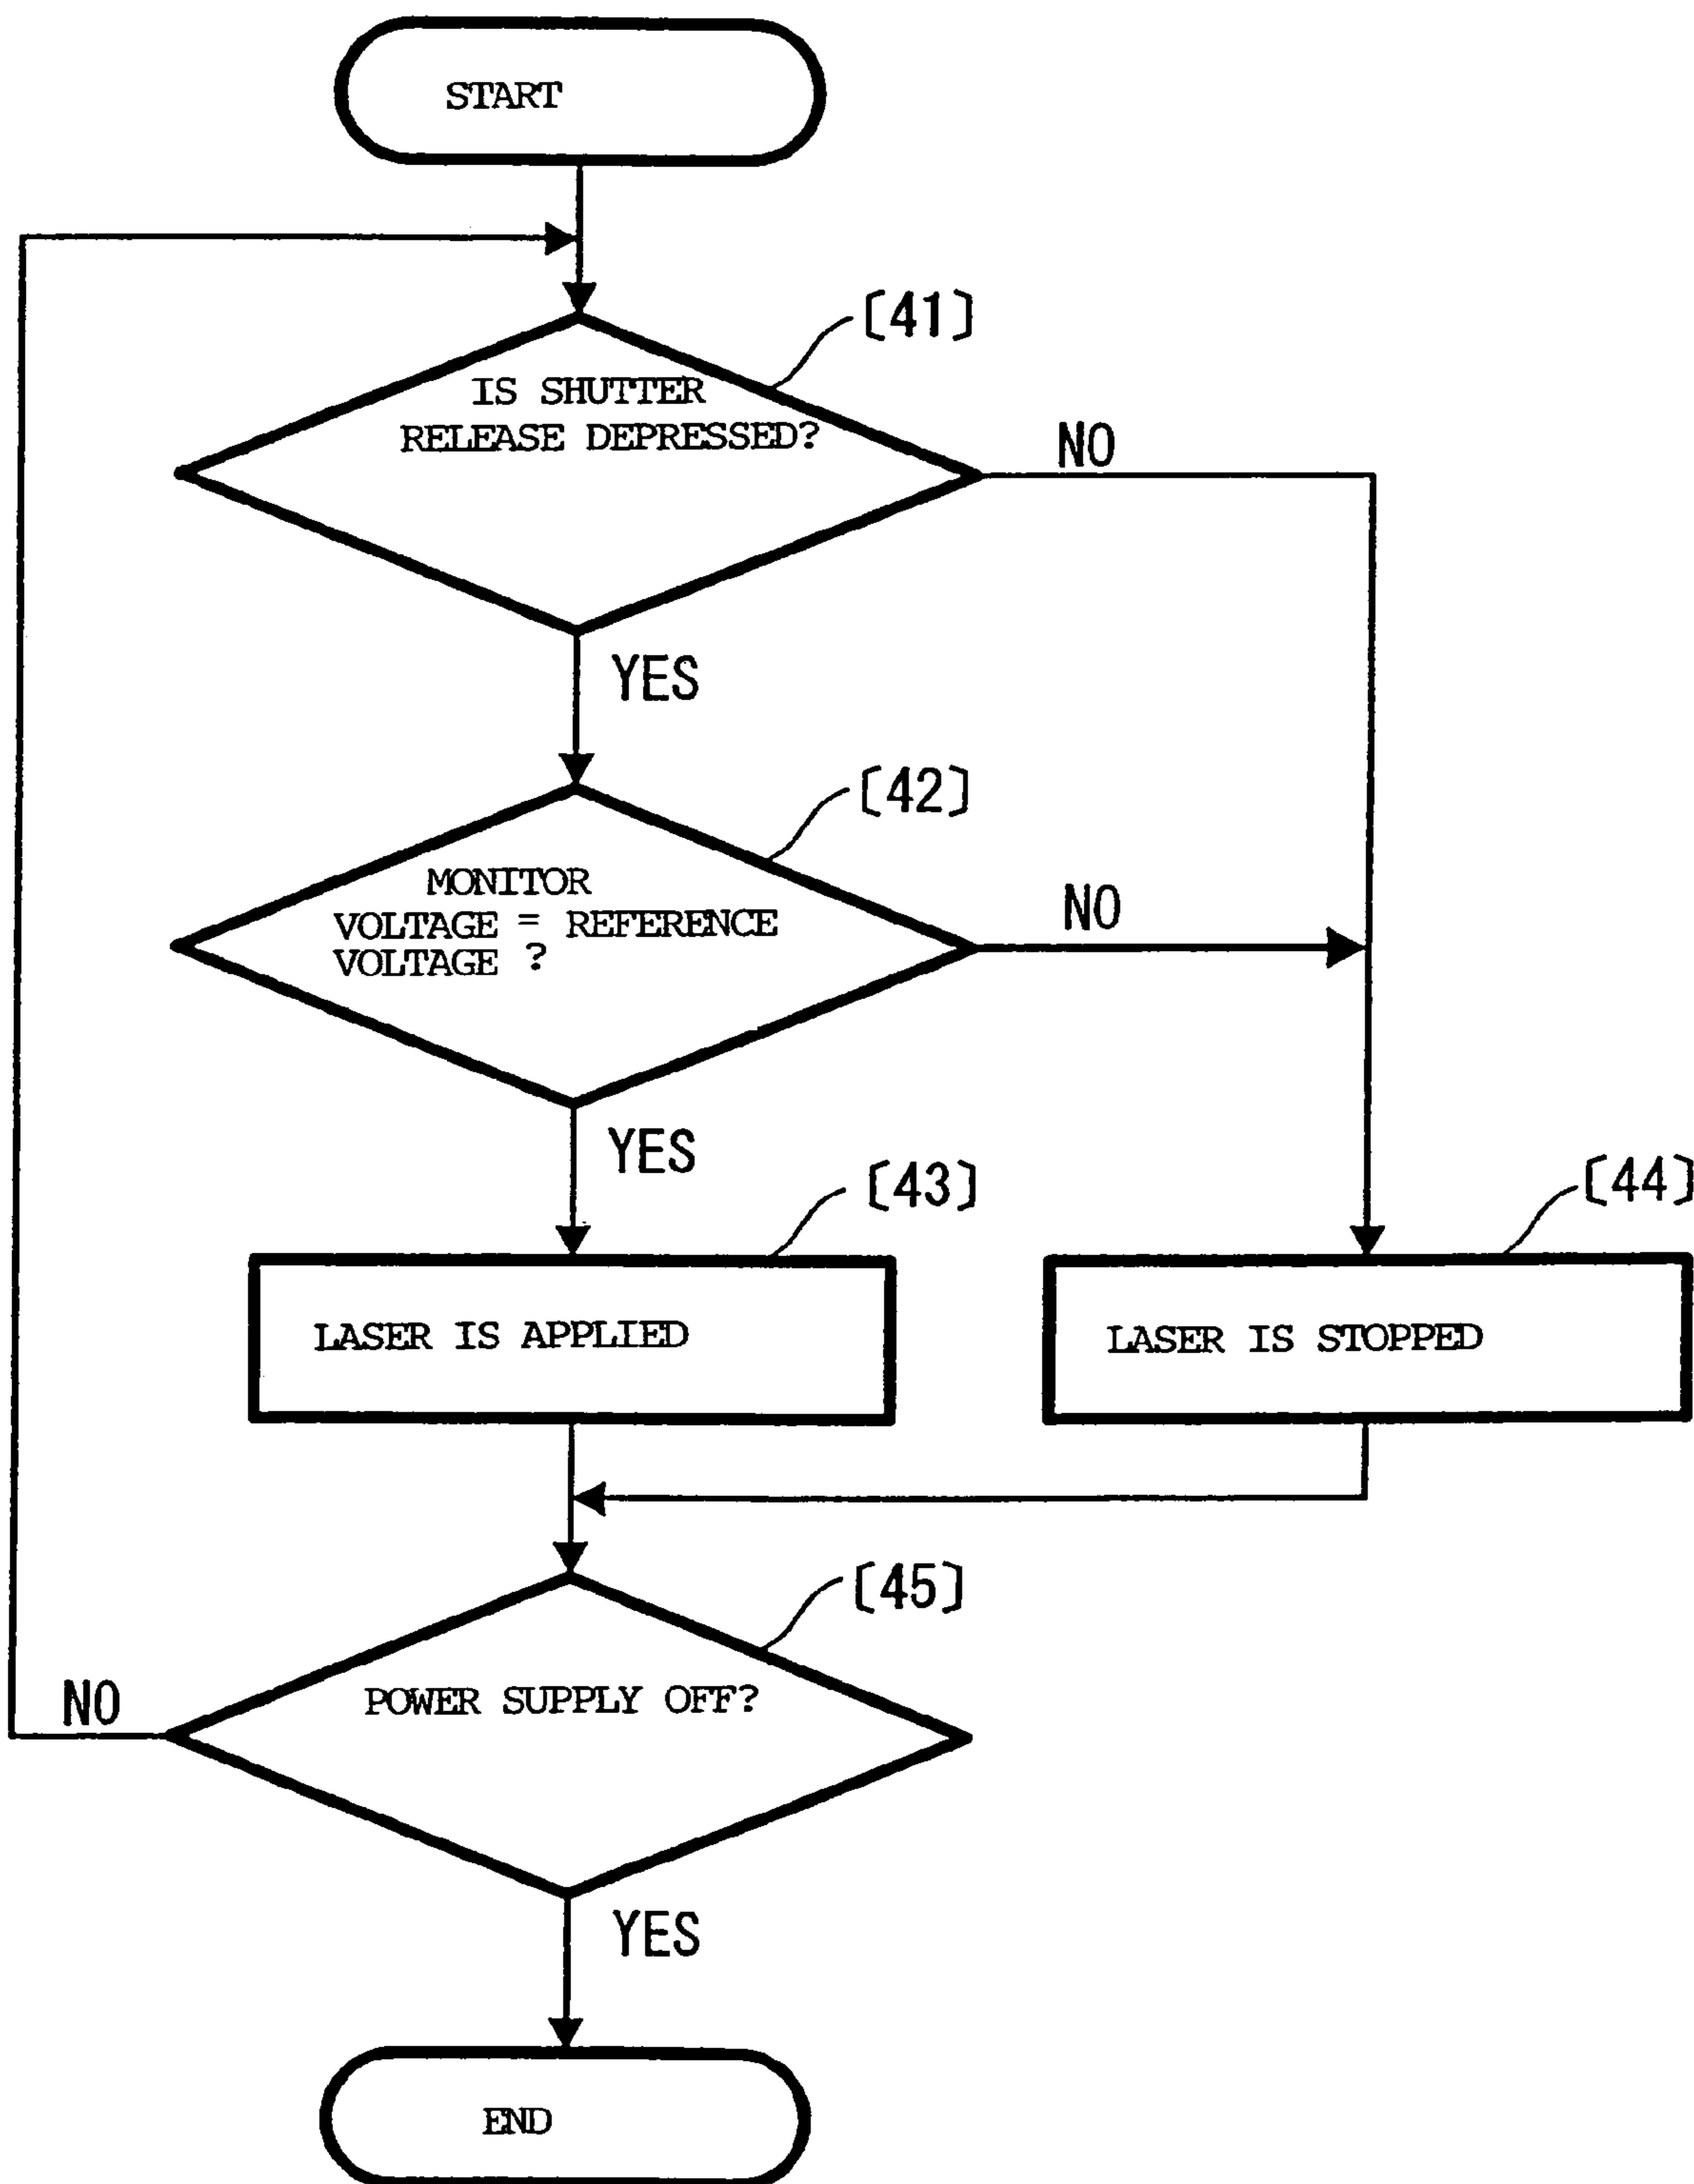 START
[41]
IS SHUTTER
RELEASE DEPRESSED?
NO
YES
[42]
MONITOR
VOLTAGE = REFERENCE
VOLTAGE ?
NO
YES
[43]
[44]
LASER IS APPLIED
LASER IS STOPPED
[45]
POWER SUPPLY OFF?
NO
YES
END